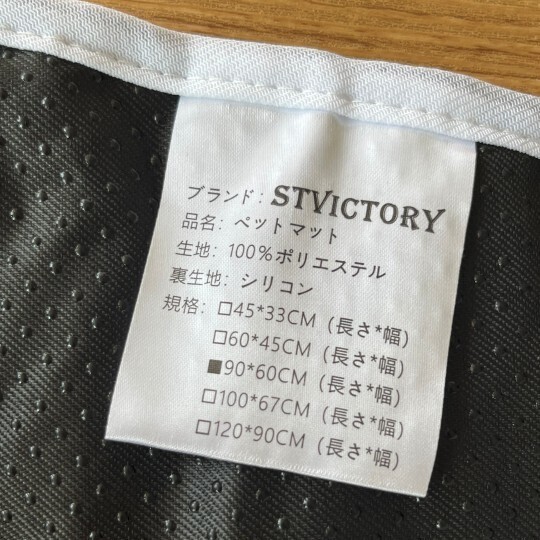 ブランド: STVICTORY
品名: ペットマット
生地: 100%ポリエステル
裏生地: シリコン
規格: □45*33CM (長さ*幅)
□60*45CM (長さ*幅)
■90*60CM (長さ*幅)
□100*67CM (長さ*幅)
□120*90CM (長さ*幅)